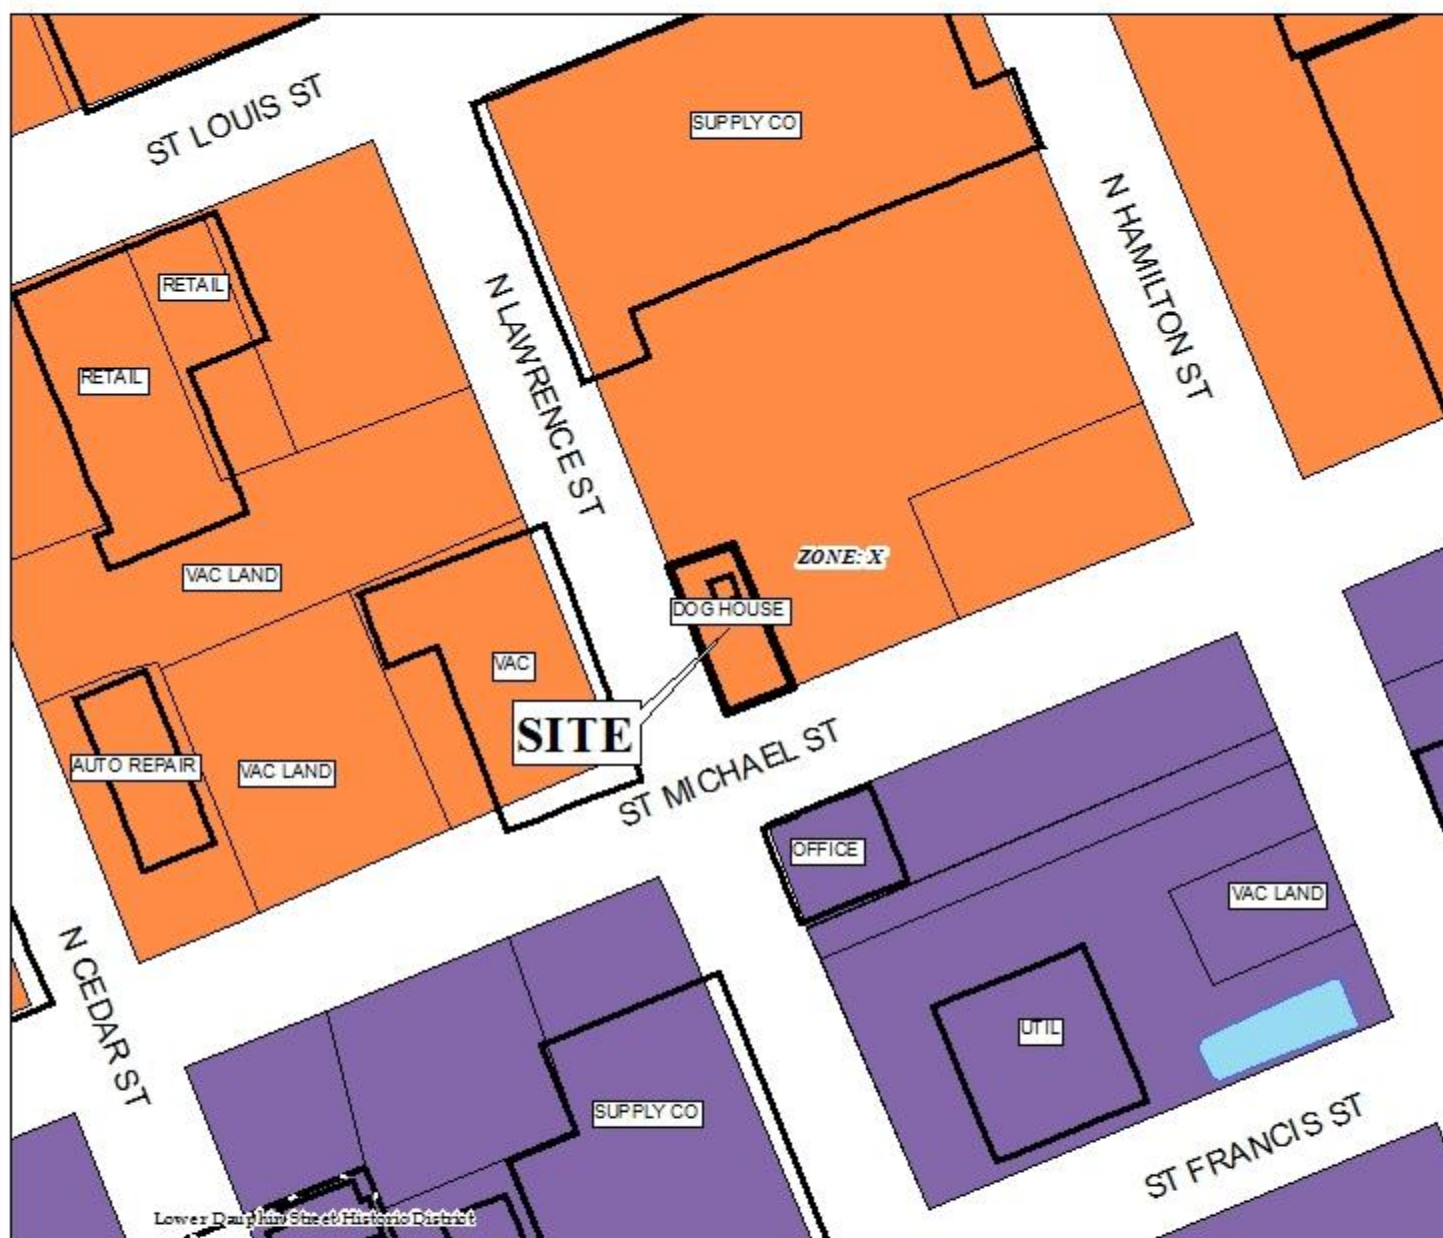 ST LOUIS ST
SUPPLY CO
N HAMILTON ST
RETAIL
N LAWRENCE ST
RETAIL
ZONE: X
VAC LAND
DOG HOUSE
VAC
SITE
ST MICHAEL ST
AUTO REPAIR
VAC LAND
OFFICE
VAC LAND
N CEDAR ST
UTIL
SUPPLY CO
ST FRANCIS ST
Lower Dauphin Street Historic District